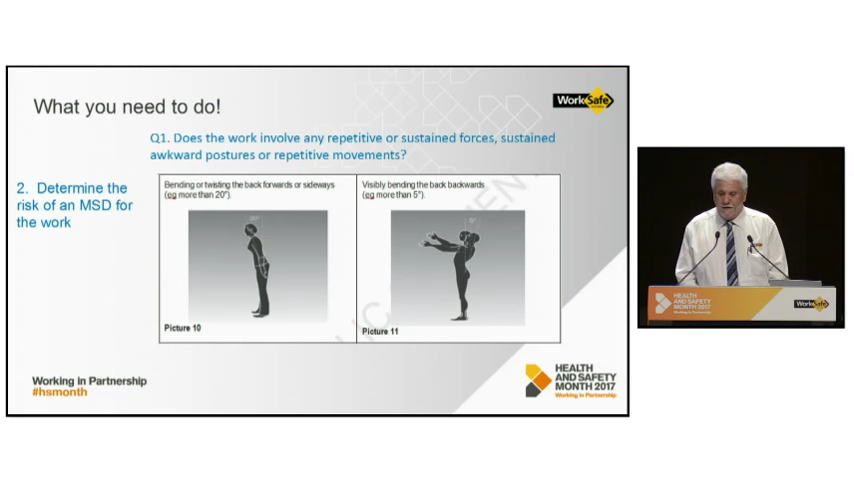 What you need to do!
WorkSafe
Q1. Does the work involve any repetitive or sustained forces, sustained
awkward postures or repetitive movements?
2. Determine the
risk of an MSD for
the work
Bending or twisting the back forwards or sideways
(eg more than 20°).
Visibly bending the back backwards
(eg more than 5°).
Picture 10
Picture 11
Working in Partnership
#hsmonth
HEALTH
AND SAFETY
MONTH 2017
Working in Partnership
HEALTH
AND SAFETY
MONTH 2017
Working in Partnership
WorkSafe